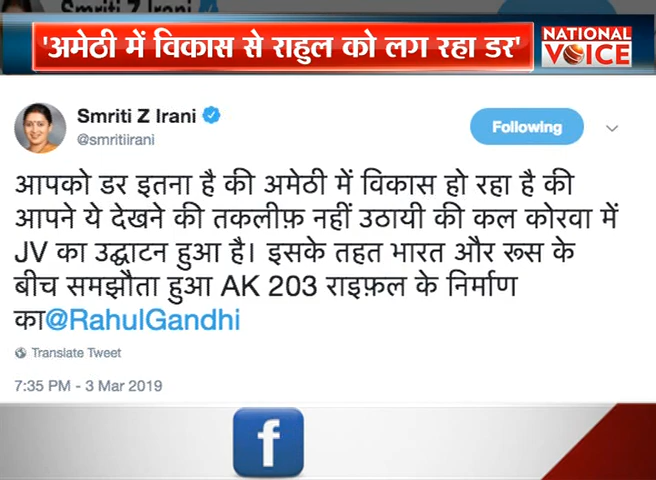 Smriti Z Irani
'अमेठी में विकास से राहुल को लग रहा डर'
NATIONAL
VOICE
Smriti Z Irani
@smritiirani
Following
आपको डर इतना है की अमेठी में विकास हो रहा है की
आपने ये देखने की तकलीफ़ नहीं उठायी की कल कोरवा में
JV का उद्घाटन हुआ है। इसके तहत भारत और रूस के
बीच समझौता हुआ AK 203 राइफ़ल के निर्माण
का@RahulGandhi
Translate Tweet
7:35 PM - 3 Mar 2019
f